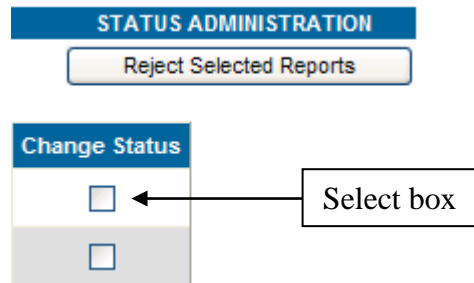 STATUS ADMINISTRATION
Reject Selected Reports
Change Status
Select box